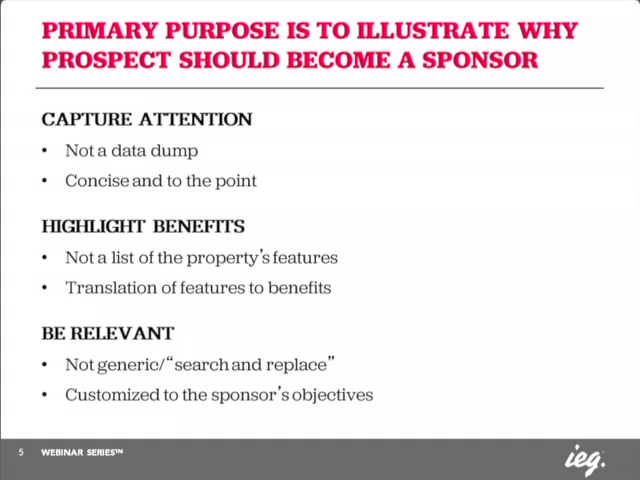 PRIMARY PURPOSE IS TO ILLUSTRATE WHY
PROSPECT SHOULD BECOME A SPONSOR
CAPTURE ATTENTION
• Not a data dump
• Concise and to the point
HIGHLIGHT BENEFITS
• Not a list of the property’s features
• Translation of features to benefits
BE RELEVANT
• Not generic/“search and replace”
• Customized to the sponsor’s objectives
5 WEBINAR SERIES™
ieg.